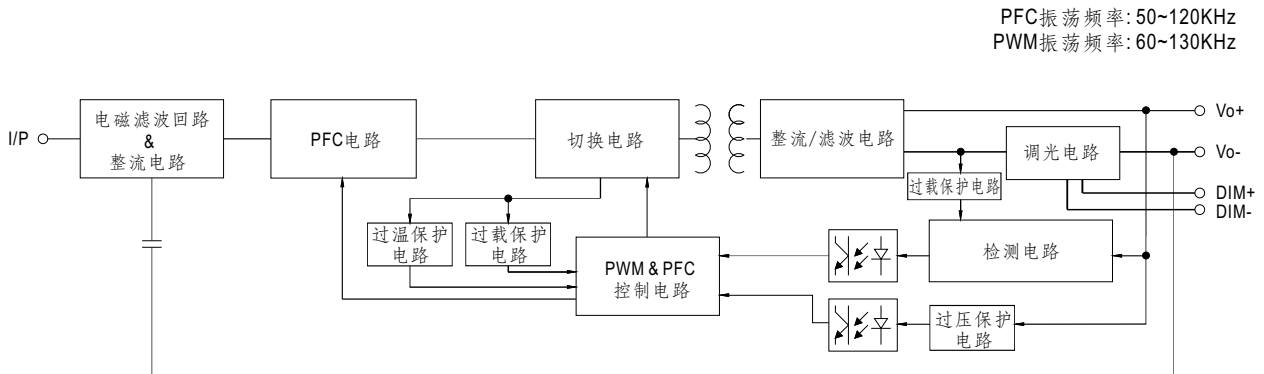 PFC振荡频率: 50~120KHz
PWM振荡频率: 60~130KHz
I/P
电磁滤波回路
&
整流电路
PFC电路
切换电路
整流/滤波电路
调光电路
Vo+
Vo-
DIM+
DIM-
过载保护电路
过温保护
电路
过载保护
电路
PWM & PFC
控制电路
检测电路
过压保护
电路